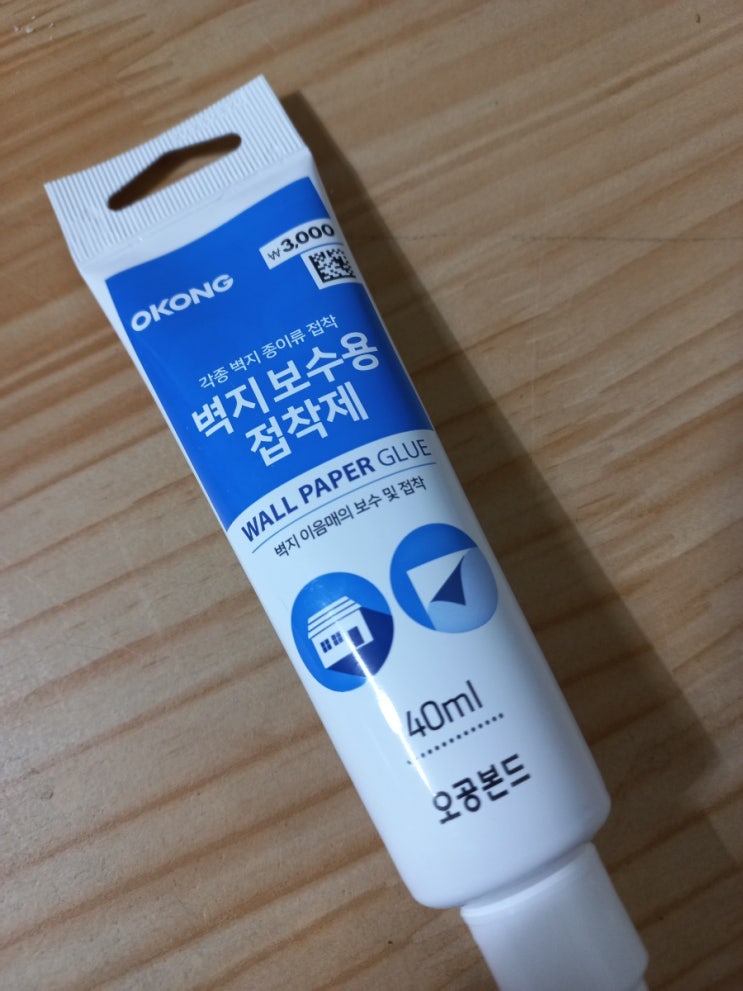 ₩3,000
OKONG
각종 벽지 종이류 접착
벽지 보수용
접착제
WALL PAPER GLUE
벽지 이음매의 보수 및 접착
40ml
오공본드